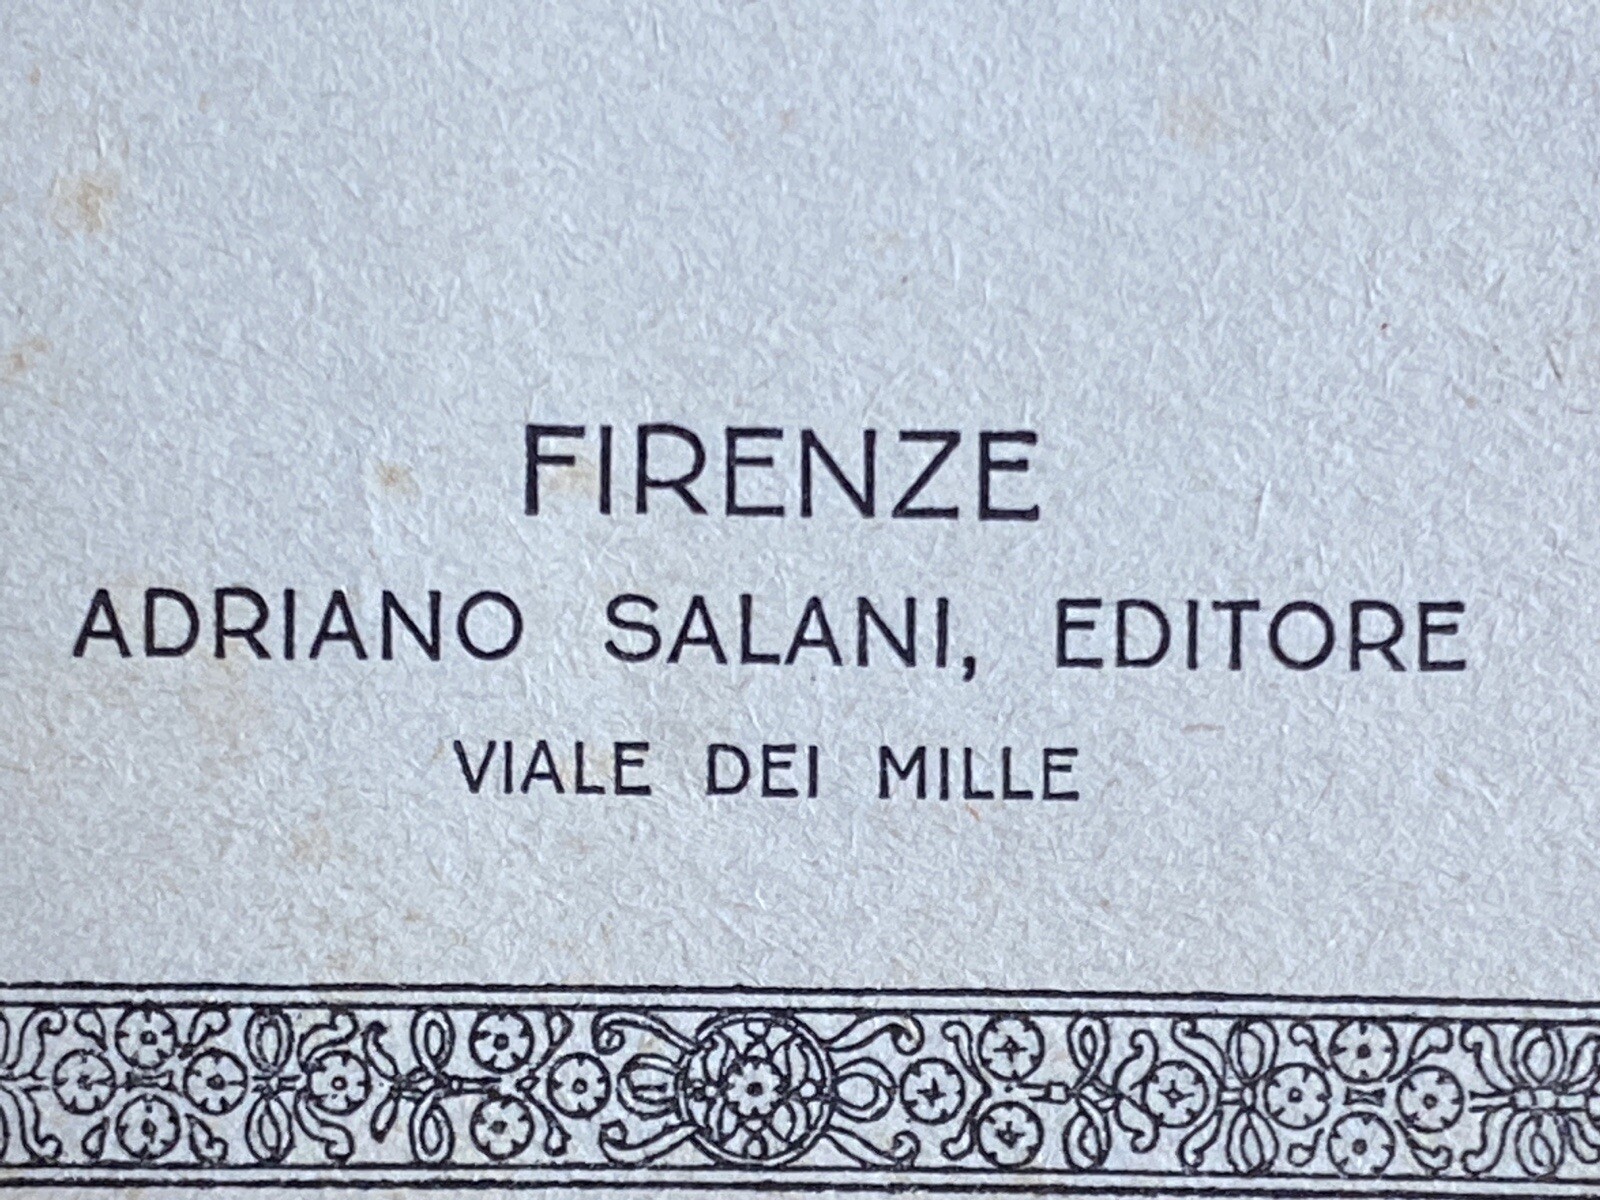 FIRENZE
ADRIANO SALANI, EDITORE
VIALE DEI MILLE